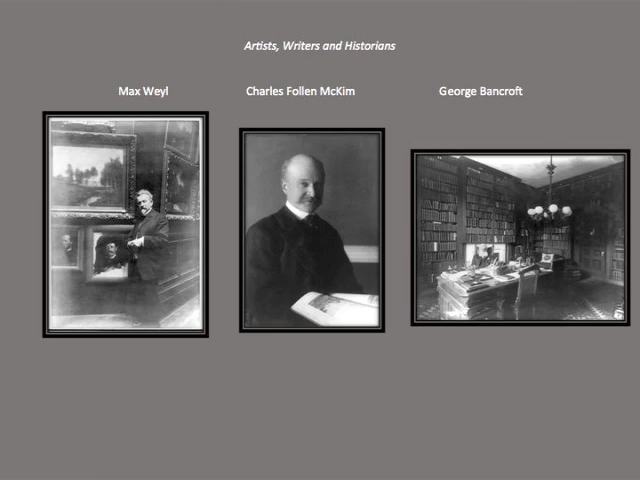 Artists, Writers and Historians
Max Weyl
Charles Follen McKim
George Bancroft